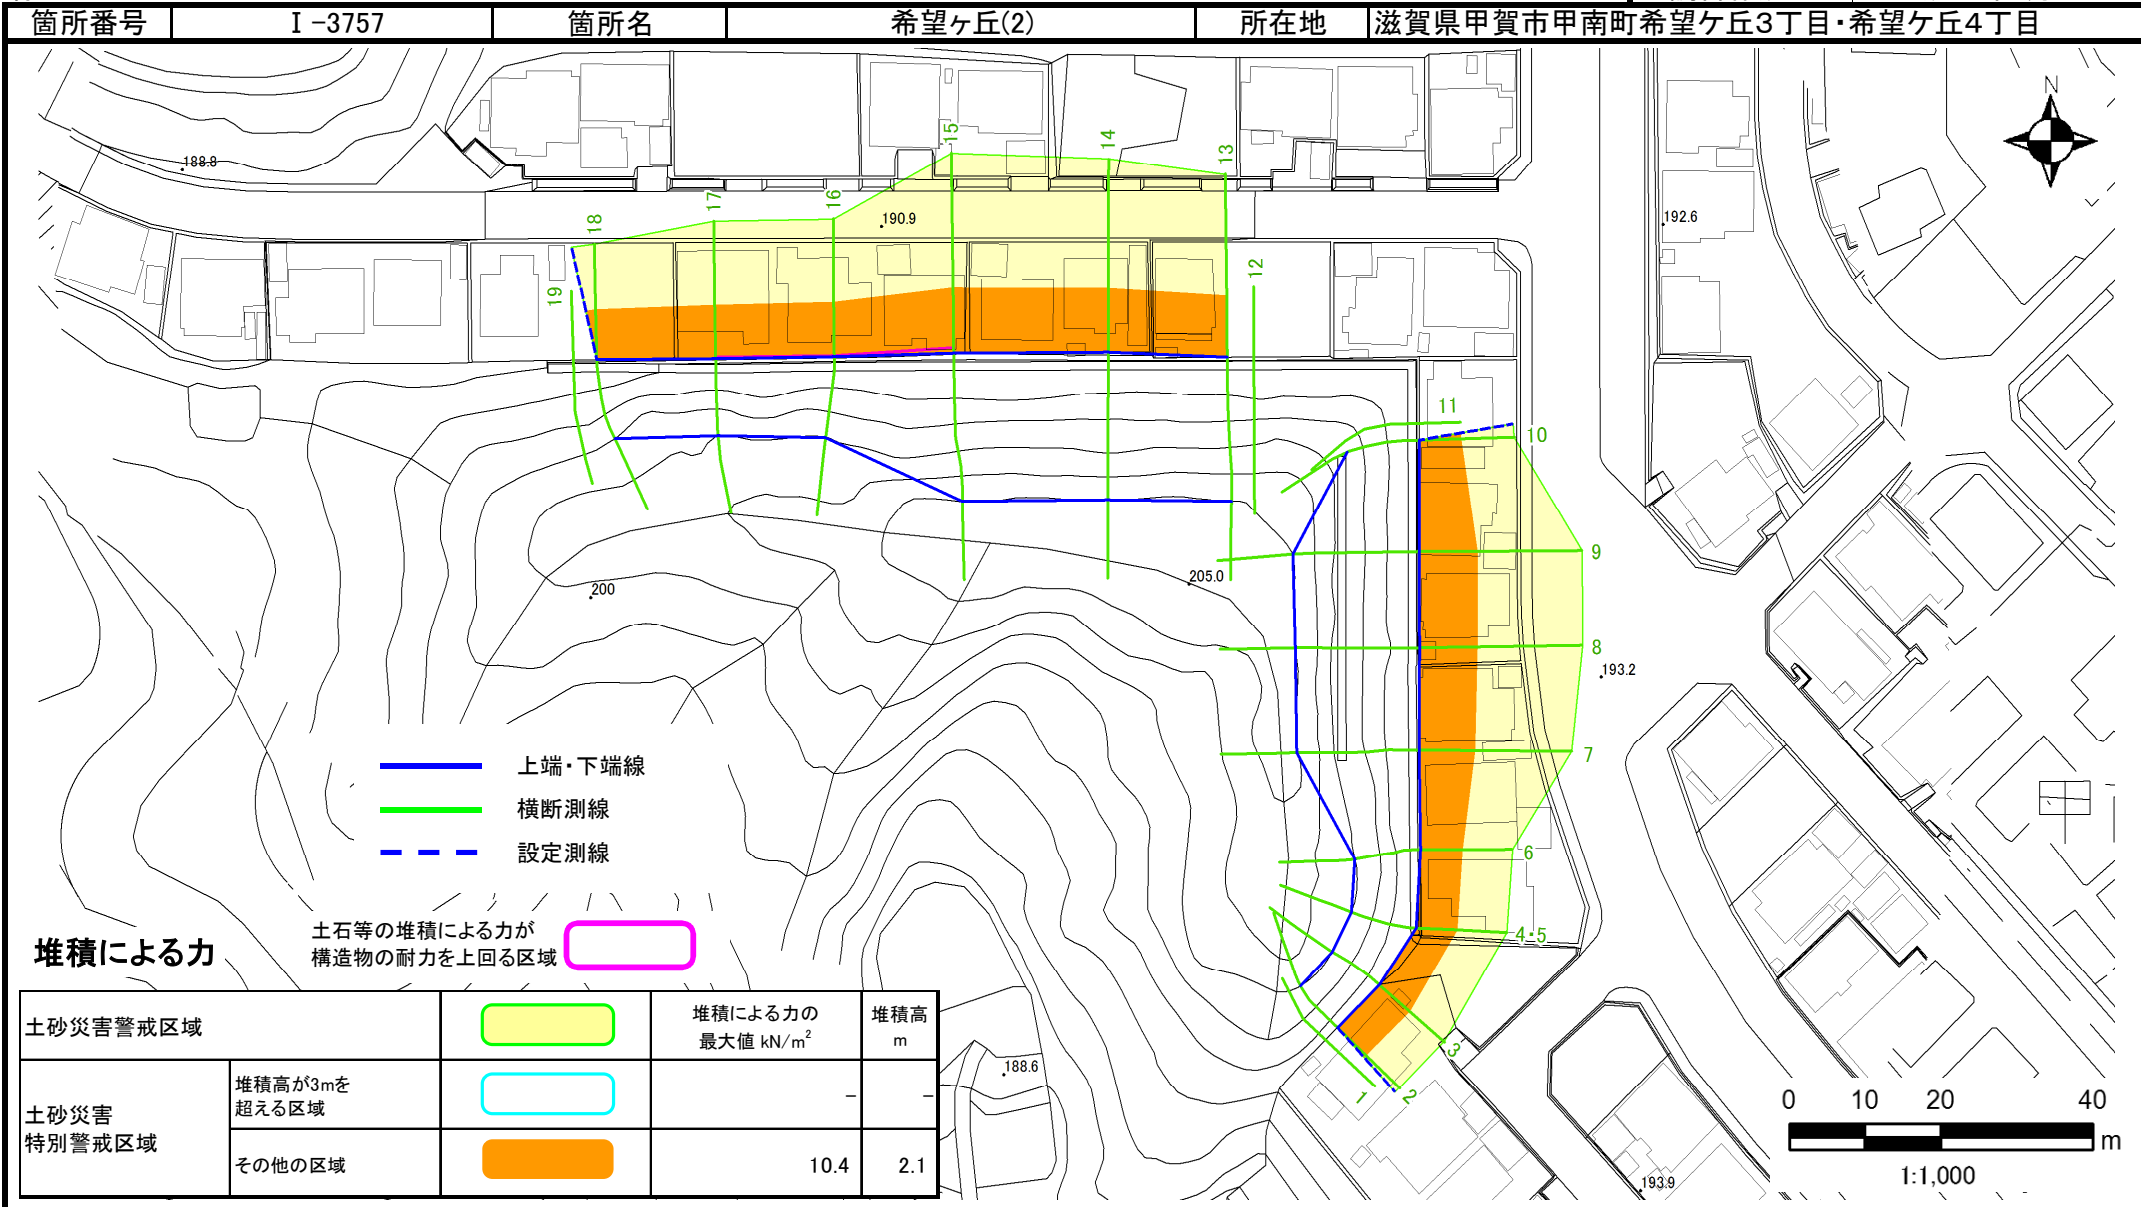 箇所番号 Ⅰ-3757 箇所名 希望ヶ丘(2) 所在地 滋賀県甲賀市甲南町希望ケ丘3丁目・希望ケ丘4丁目
N
188.8
15
14
13
17
16
18
190.9
192.6
19
12
11
10
9
200
205.0
8
193.2
7
上端・下端線
横断測線
設定測線
6
4・5
3
2
1
188.6
193.9
堆積による力
土石等の堆積による力が
構造物の耐力を上回る区域
土砂災害警戒区域
堆積による力の
最大値 kN/m²
堆積高
m
土砂災害
特別警戒区域
堆積高が3mを
超える区域
－ －
その他の区域 10.4 2.1
0 10 20 40
m
1:1,000